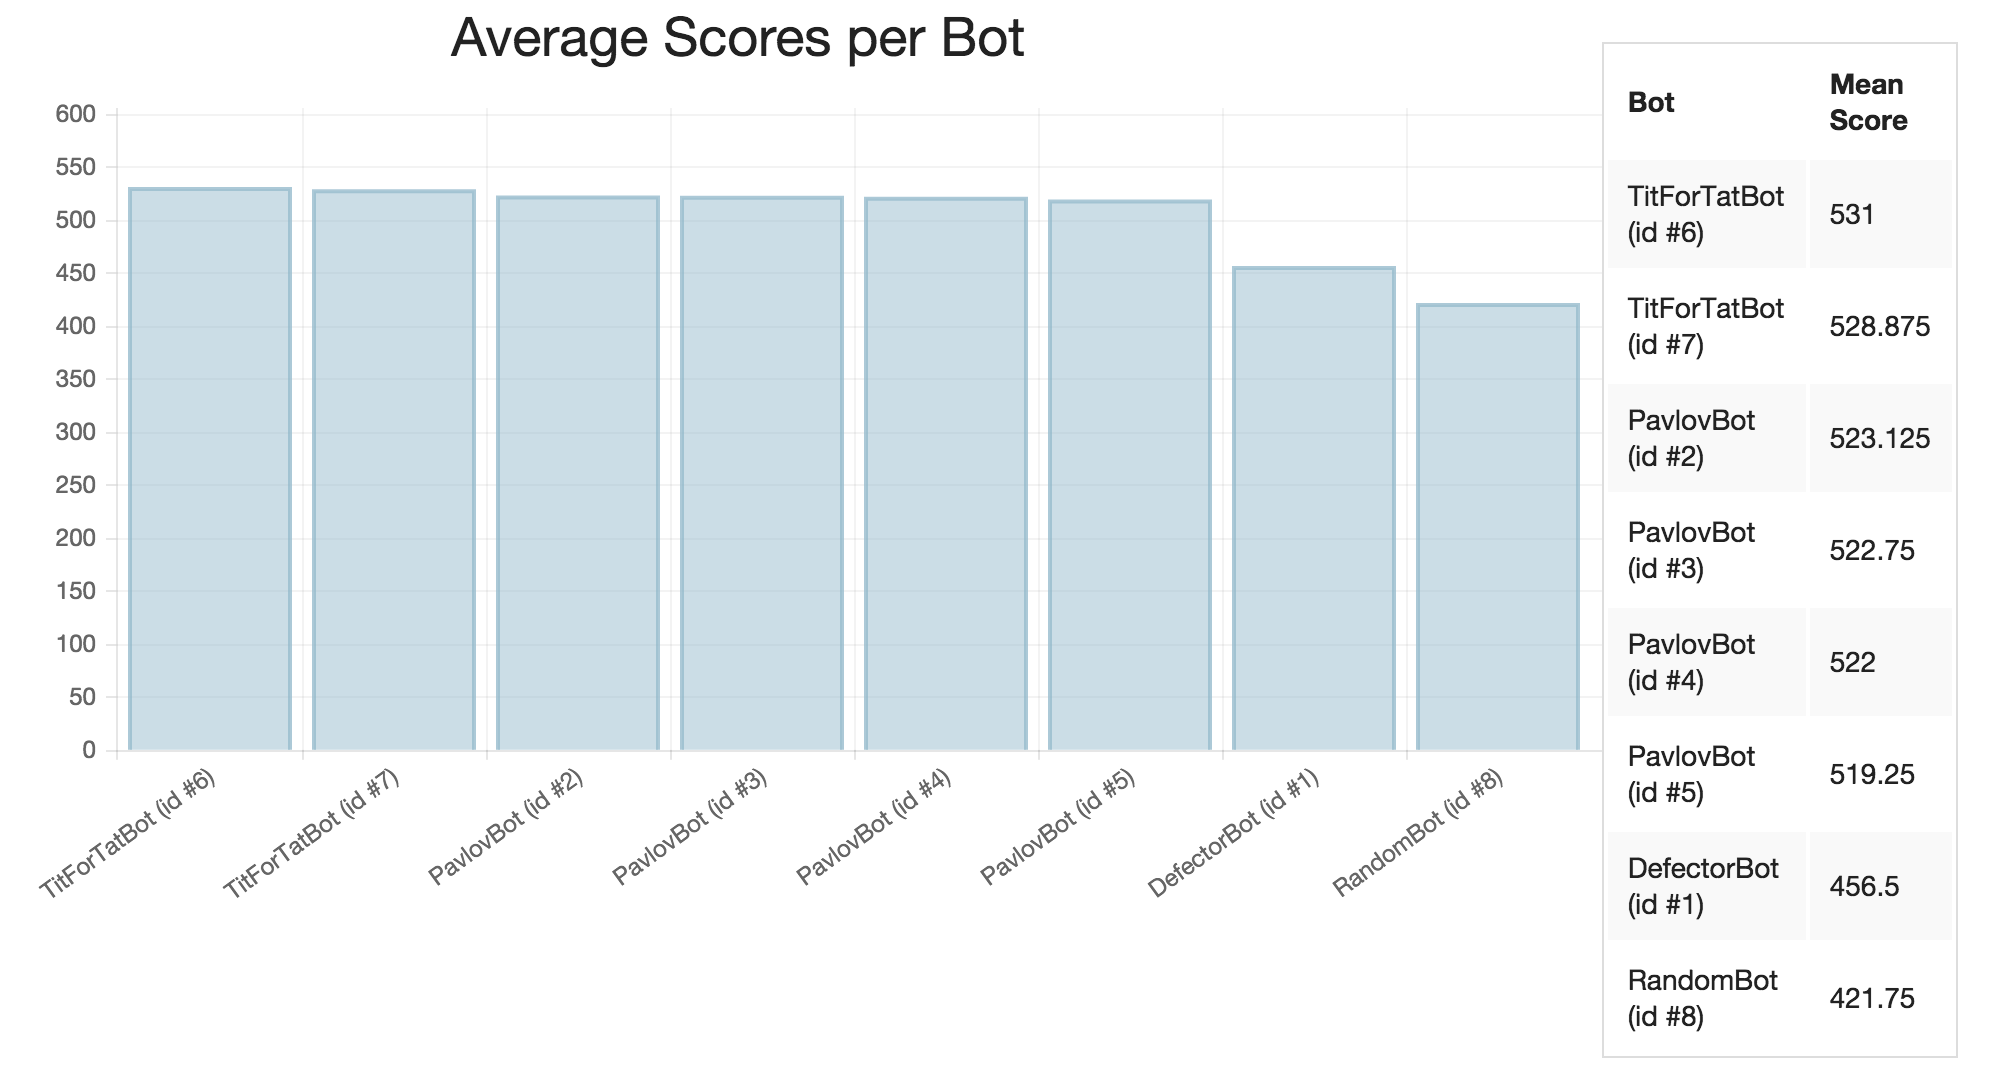 Average Scores per Bot
600
550
500
450
400
350
300
250
200
150
100
50
0
TitForTatBot (id #6)
TitForTatBot (id #7)
PavlovBot (id #2)
PavlovBot (id #3)
PavlovBot (id #4)
PavlovBot (id #5)
DefectorBot (id #1)
RandomBot (id #8)
Bot
Mean
Score
TitForTatBot
(id #6)
531
TitForTatBot
(id #7)
528.875
PavlovBot
(id #2)
523.125
PavlovBot
(id #3)
522.75
PavlovBot
(id #4)
522
PavlovBot
(id #5)
519.25
DefectorBot
(id #1)
456.5
RandomBot
(id #8)
421.75